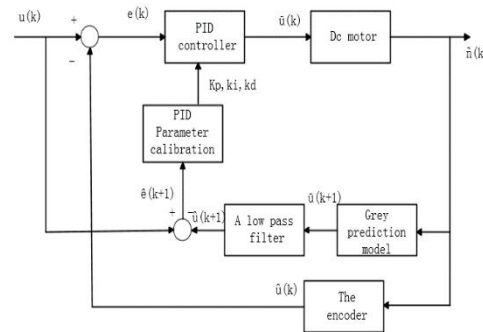 u(k)
+
e(k)
PID
controller
ū(k)
Dc motor
n̂(k)
−
Kp,ki,kd
PID
Parameter
calibration
ê(k+1)
+
−
û(k+1)
A low pass
filter
ū(k+1)
Grey
prediction
model
û(k)
The
encoder